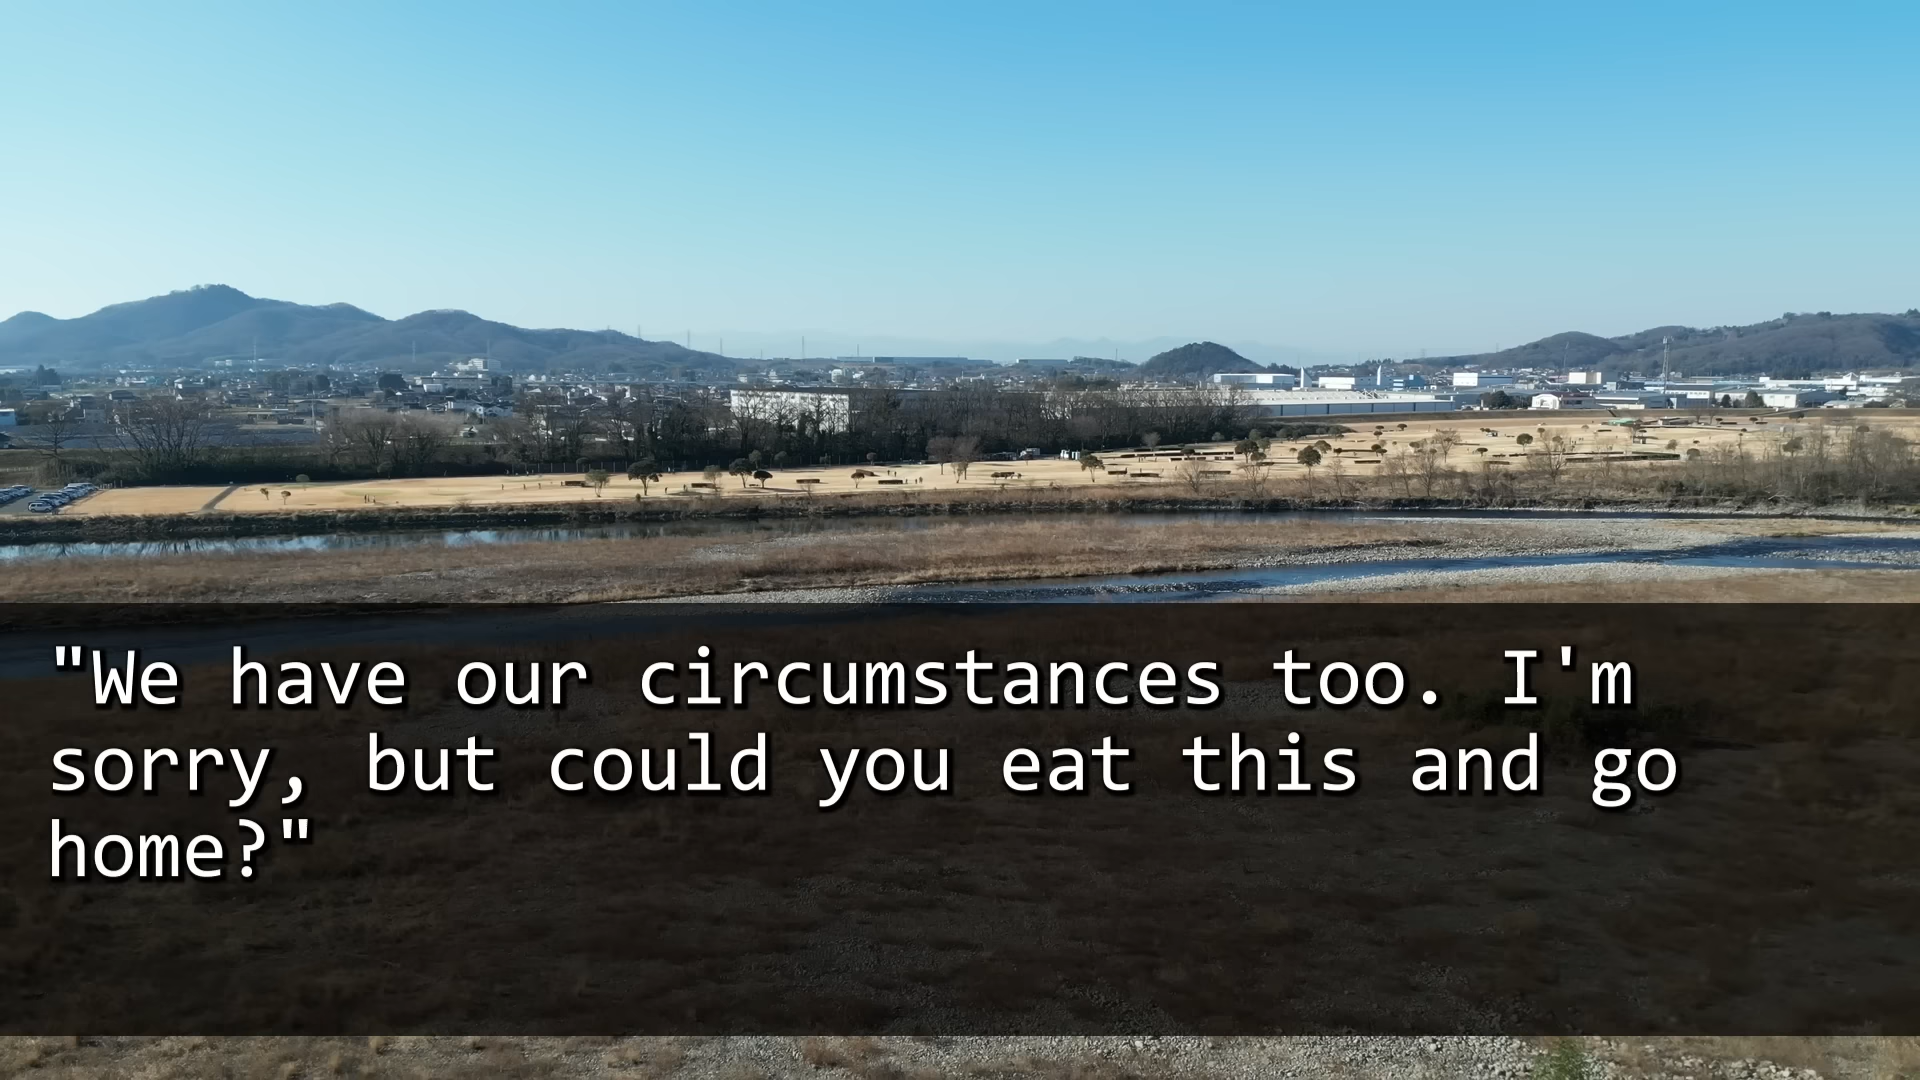 "We have our circumstances too. I'm
sorry, but could you eat this and go
home?"